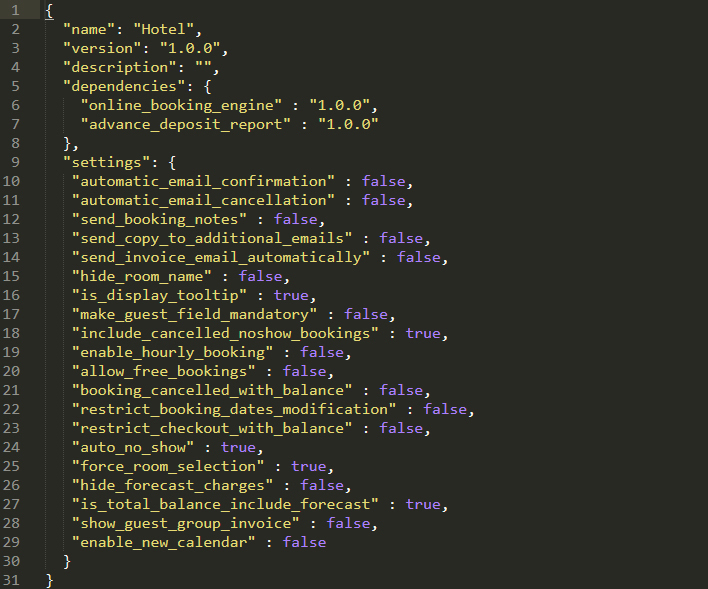 1 {
2 "name": "Hotel",
3 "version": "1.0.0",
4 "description": "",
5 "dependencies": {
6 "online_booking_engine" : "1.0.0",
7 "advance_deposit_report" : "1.0.0"
8 },
9 "settings": {
10 "automatic_email_confirmation" : false,
11 "automatic_email_cancellation" : false,
12 "send_booking_notes" : false,
13 "send_copy_to_additional_emails" : false,
14 "send_invoice_email_automatically" : false,
15 "hide_room_name" : false,
16 "is_display_tooltip" : true,
17 "make_guest_field_mandatory" : false,
18 "include_cancelled_noshow_bookings" : true,
19 "enable_hourly_booking" : false,
20 "allow_free_bookings" : false,
21 "booking_cancelled_with_balance" : false,
22 "restrict_booking_dates_modification" : false,
23 "restrict_checkout_with_balance" : false,
24 "auto_no_show" : true,
25 "force_room_selection" : true,
26 "hide_forecast_charges" : false,
27 "is_total_balance_include_forecast" : true,
28 "show_guest_group_invoice" : false,
29 "enable_new_calendar" : false
30 }
31 }